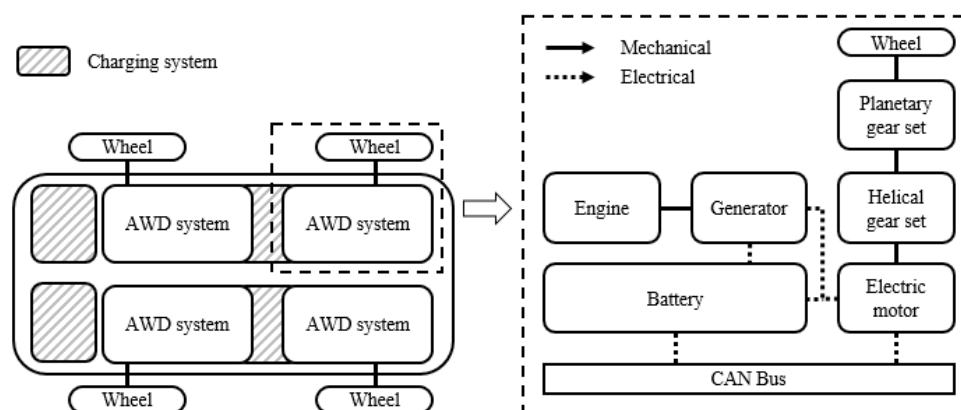 Charging system
Wheel
Wheel
AWD system
AWD system
AWD system
AWD system
Wheel
Wheel
Mechanical
Electrical
Wheel
Planetary
gear set
Engine
Generator
Helical
gear set
Battery
Electric
motor
CAN Bus